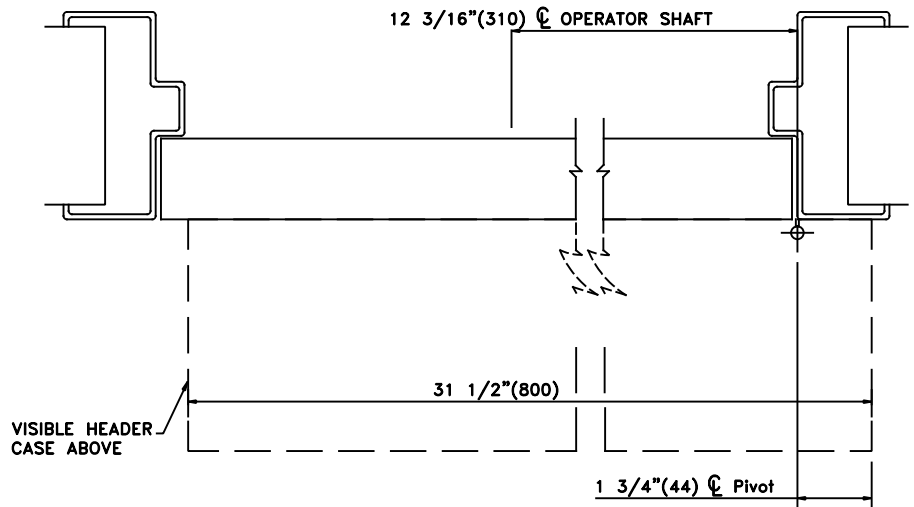 12 3/16"(310) ℄ OPERATOR SHAFT
31 1/2"(800)
VISIBLE HEADER
CASE ABOVE
1 3/4"(44) ℄ Pivot